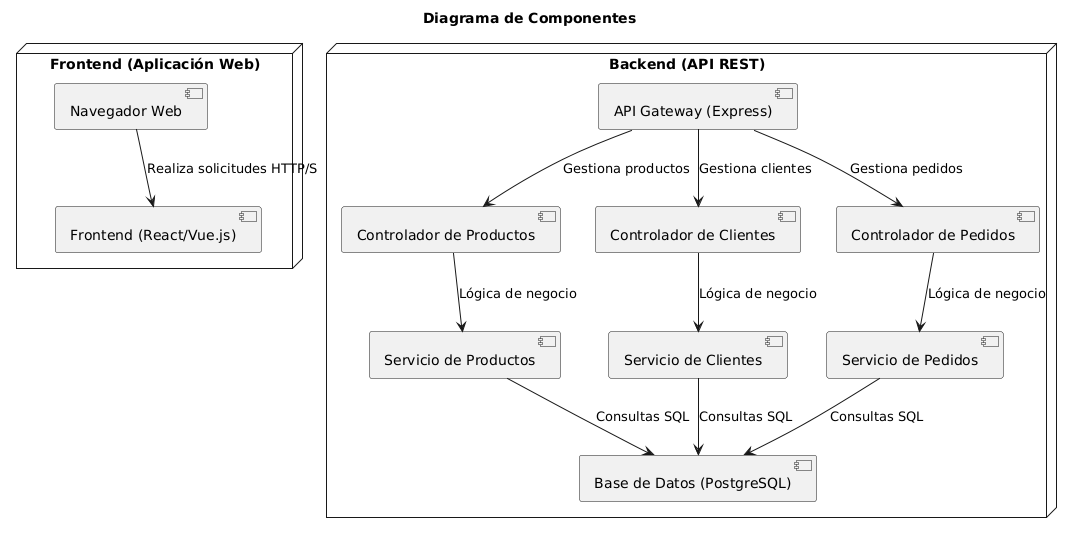 Diagrama de Componentes
Frontend (Aplicación Web)
Navegador Web
Realiza solicitudes HTTP/S
Frontend (React/Vue.js)
Backend (API REST)
API Gateway (Express)
Gestiona productos
Gestiona clientes
Gestiona pedidos
Controlador de Productos
Controlador de Clientes
Controlador de Pedidos
Lógica de negocio
Lógica de negocio
Lógica de negocio
Servicio de Productos
Servicio de Clientes
Servicio de Pedidos
Consultas SQL
Consultas SQL
Consultas SQL
Base de Datos (PostgreSQL)